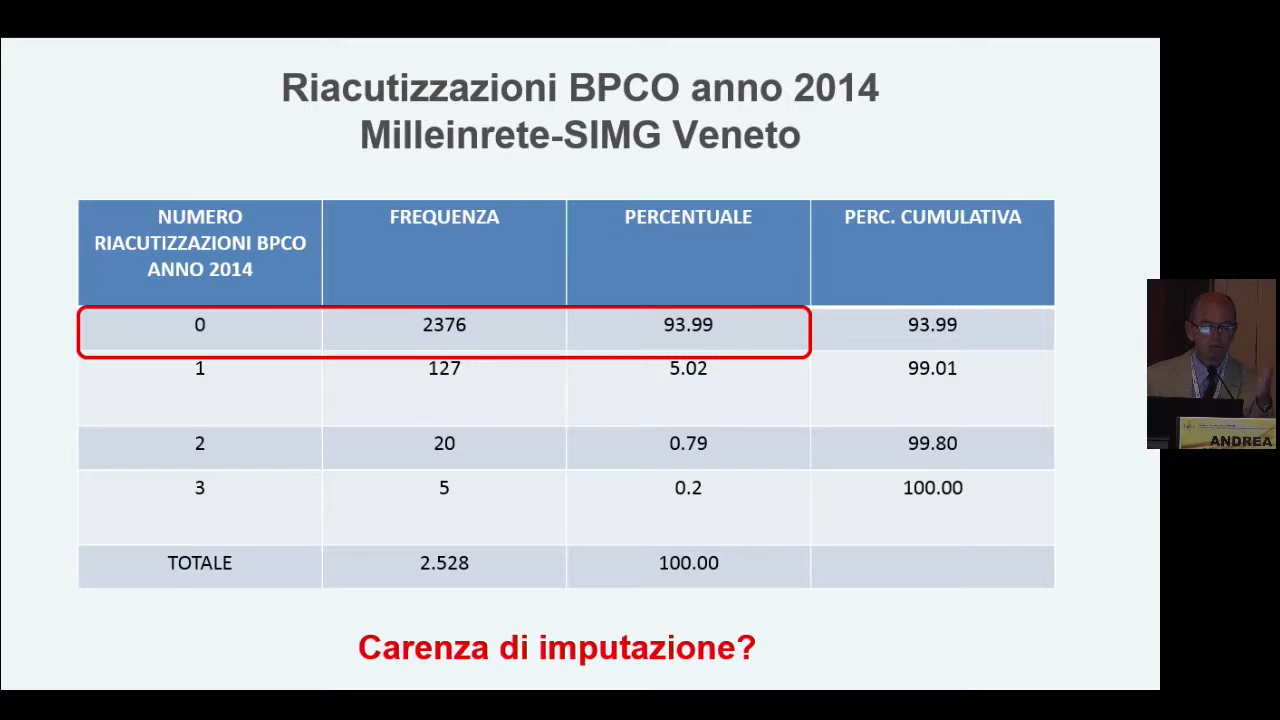 Riacutizzazioni BPCO anno 2014
Milleinrete-SIMG Veneto
NUMERO RIACUTIZZAZIONI BPCO ANNO 2014 FREQUENZA PERCENTUALE PERC. CUMULATIVA
0 2376 93.99 93.99
1 127 5.02 99.01
2 20 0.79 99.80
3 5 0.2 100.00
TOTALE 2.528 100.00
Carenza di imputazione?
ANDREA